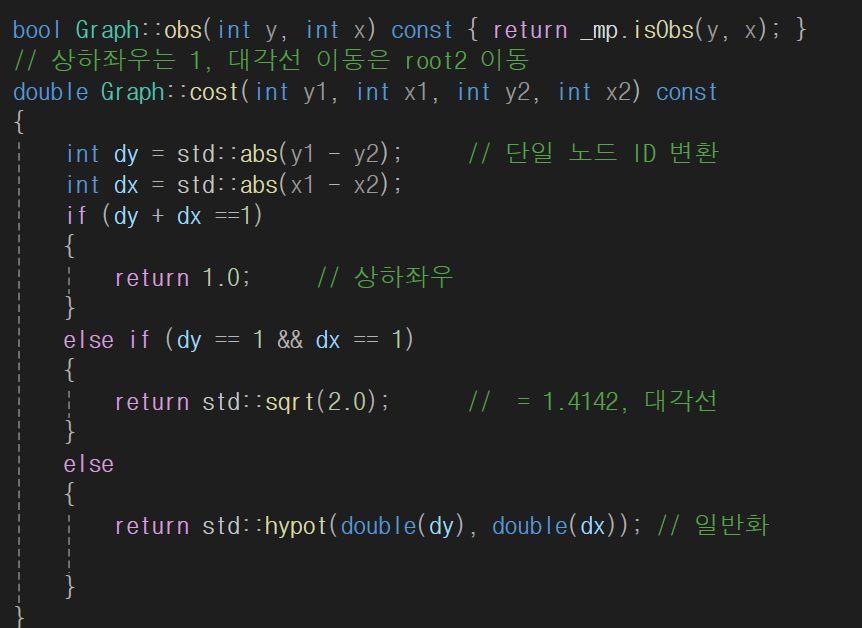 bool Graph::obs(int y, int x) const { return _mp.isObs(y, x); }
// 상하좌우는 1, 대각선 이동은 root2 이동
double Graph::cost(int y1, int x1, int y2, int x2) const
{
    int dy = std::abs(y1 - y2);    // 단일 노드 ID 변환
    int dx = std::abs(x1 - x2);
    if (dy + dx ==1)
    {
        return 1.0;    // 상하좌우
    }
    else if (dy == 1 && dx == 1)
    {
        return std::sqrt(2.0);    //  = 1.4142, 대각선
    }
    else
    {
        return std::hypot(double(dy), double(dx)); // 일반화
    }
}